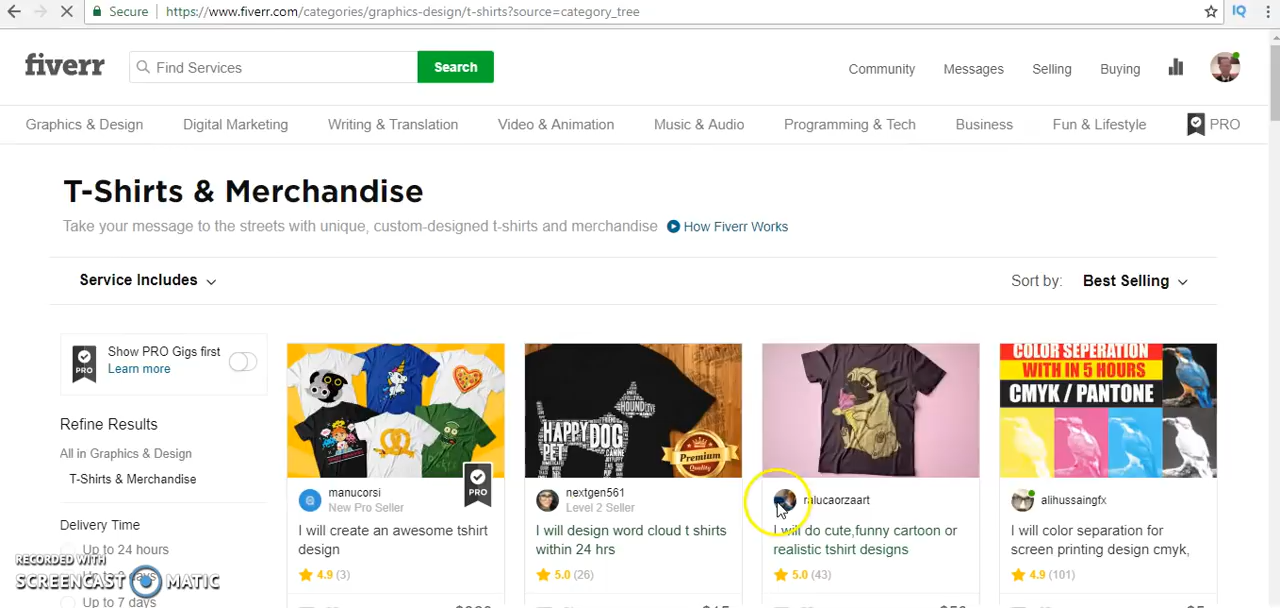 Secure https://www.fiverr.com/categories/graphics-design/t-shirts?source=category_tree IQ
fiverr Find Services Search Community Messages Selling Buying
Graphics & Design Digital Marketing Writing & Translation Video & Animation Music & Audio Programming & Tech Business Fun & Lifestyle PRO
T-Shirts & Merchandise
Take your message to the streets with unique, custom-designed t-shirts and merchandise How Fiverr Works
Service Includes Sort by: Best Selling
Show PRO Gigs first
Learn more
PRO
Refine Results
All in Graphics & Design
T-Shirts & Merchandise
Delivery Time
Up to 24 hours
Up to 7 days
PRO
manucorsi
New Pro Seller
I will create an awesome tshirt
design
4.9 (3)
HOUND
HAPPY DOG
PET
Premium
Quality
nextgen561
Level 2 Seller
I will design word cloud t shirts
within 24 hrs
5.0 (26)
ralucaorzaart
I will do cute,funny cartoon or
realistic tshirt designs
5.0 (43)
COLOR SEPERATION
WITH IN 5 HOURS
CMYK / PANTONE
alihussaingfx
I will color separation for
screen printing design cmyk,
4.9 (101)
RECORDED WITH
SCREENCAST MATIC